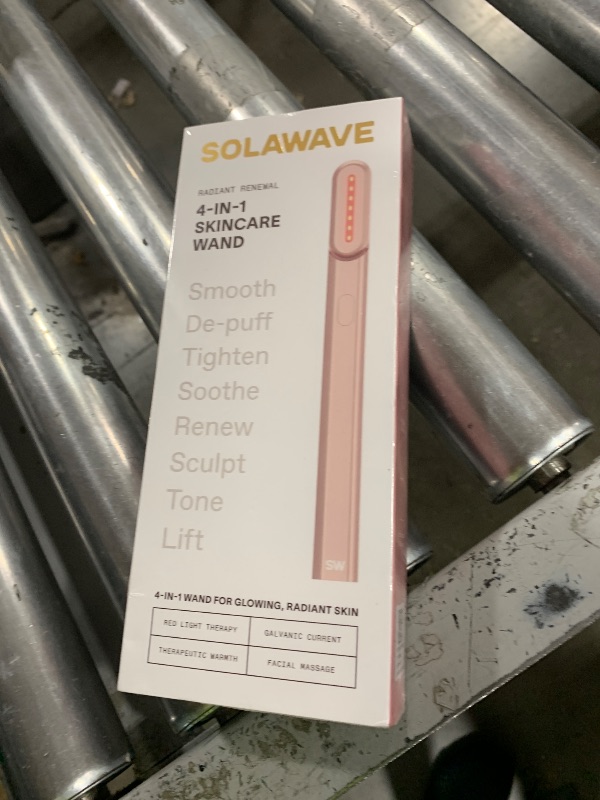 SOLAWAVE
RADIANT RENEWAL
4-IN-1
SKINCARE
WAND
Smooth
De-puff
Tighten
Soothe
Renew
Sculpt
Tone
Lift
SW
4-IN-1 WAND FOR GLOWING, RADIANT SKIN
RED LIGHT THERAPY
GALVANIC CURRENT
THERAPEUTIC WARMTH
FACIAL MASSAGE